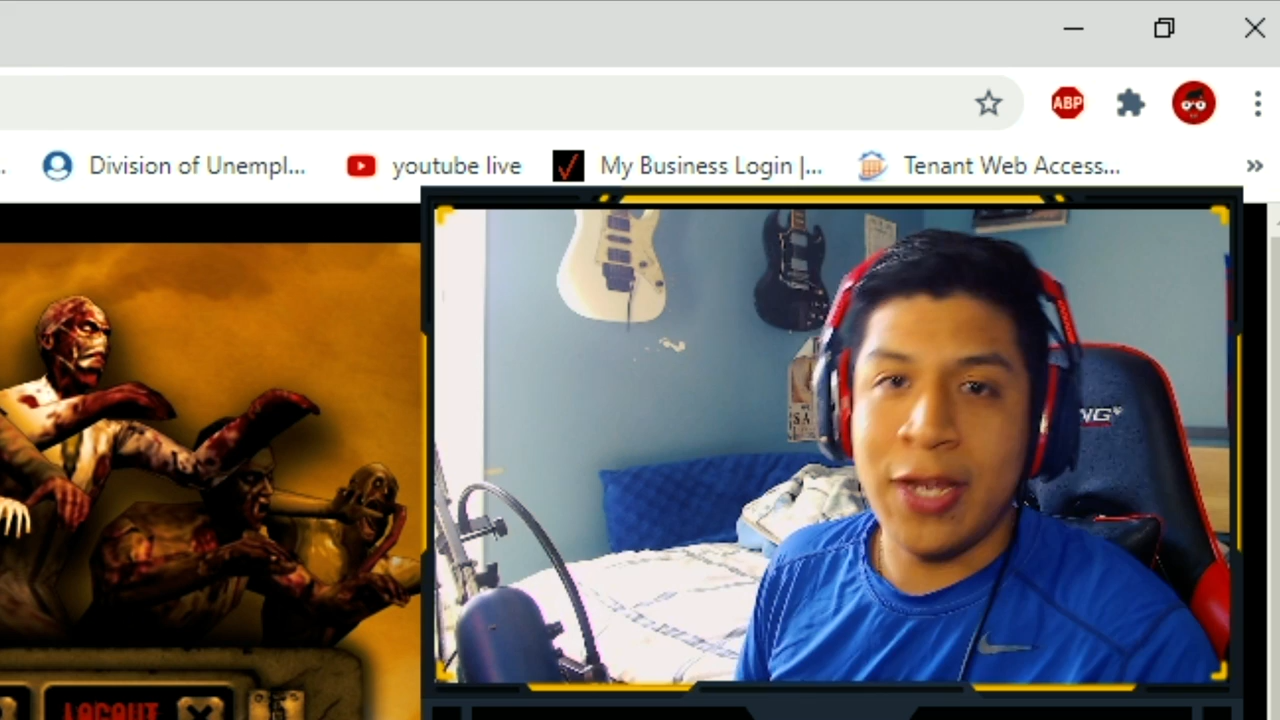 ABP
Division of Unempl...
youtube live
My Business Login |...
Tenant Web Access...
LOGOUT